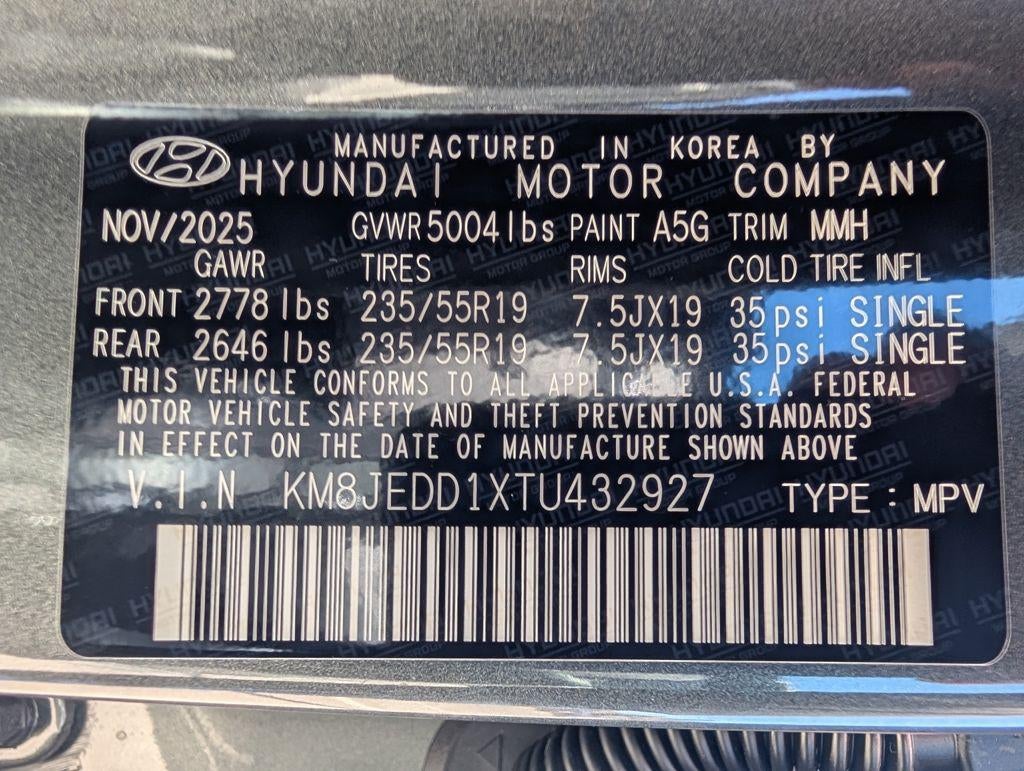 MANUFACTURED IN KOREA BY
HYUNDAI MOTOR COMPANY
NOV/2025 GVWR 5004 lbs PAINT A5G TRIM MMH
GAWR TIRES RIMS COLD TIRE INFL
FRONT 2778 lbs 235/55R19 7.5JX19 35psi SINGLE
REAR 2646 lbs 235/55R19 7.5JX19 35psi SINGLE
THIS VEHICLE CONFORMS TO ALL APPLICABLE U.S.A. FEDERAL
MOTOR VEHICLE SAFETY AND THEFT PREVENTION STANDARDS
IN EFFECT ON THE DATE OF MANUFACTURE SHOWN ABOVE
V.I.N KM8JEDD1XTU432927 TYPE : MPV